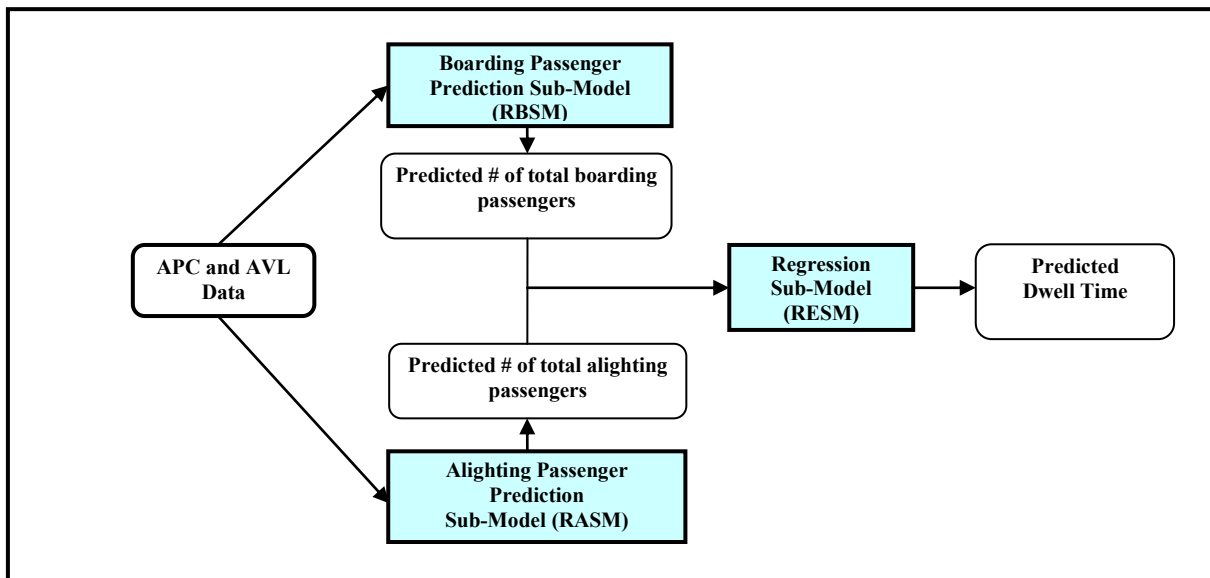 Boarding Passenger
Prediction Sub-Model
(RBSM)
Predicted # of total boarding
passengers
APC and AVL
Data
Regression
Sub-Model
(RESM)
Predicted
Dwell Time
Predicted # of total alighting
passengers
Alighting Passenger
Prediction
Sub-Model (RASM)